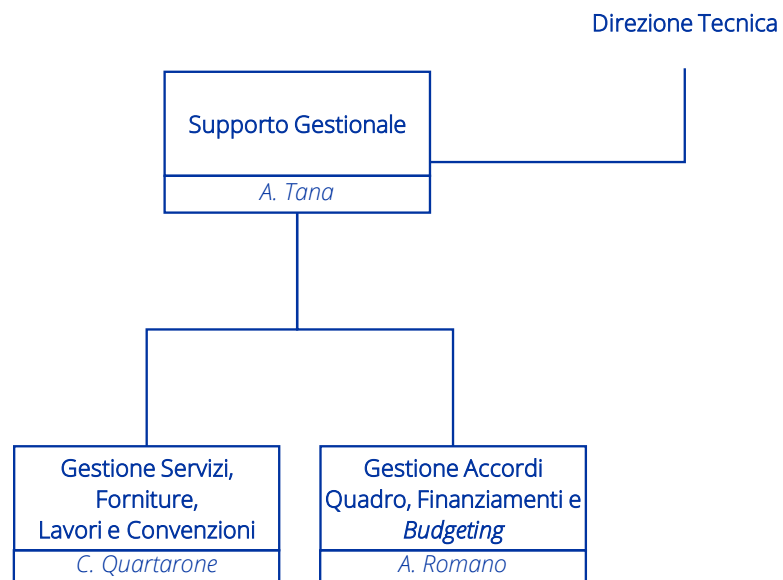 Direzione Tecnica
Supporto Gestionale
A. Tana
Gestione Servizi,
Forniture,
Lavori e Convenzioni
C. Quartarone
Gestione Accordi
Quadro, Finanziamenti e
Budgeting
A. Romano